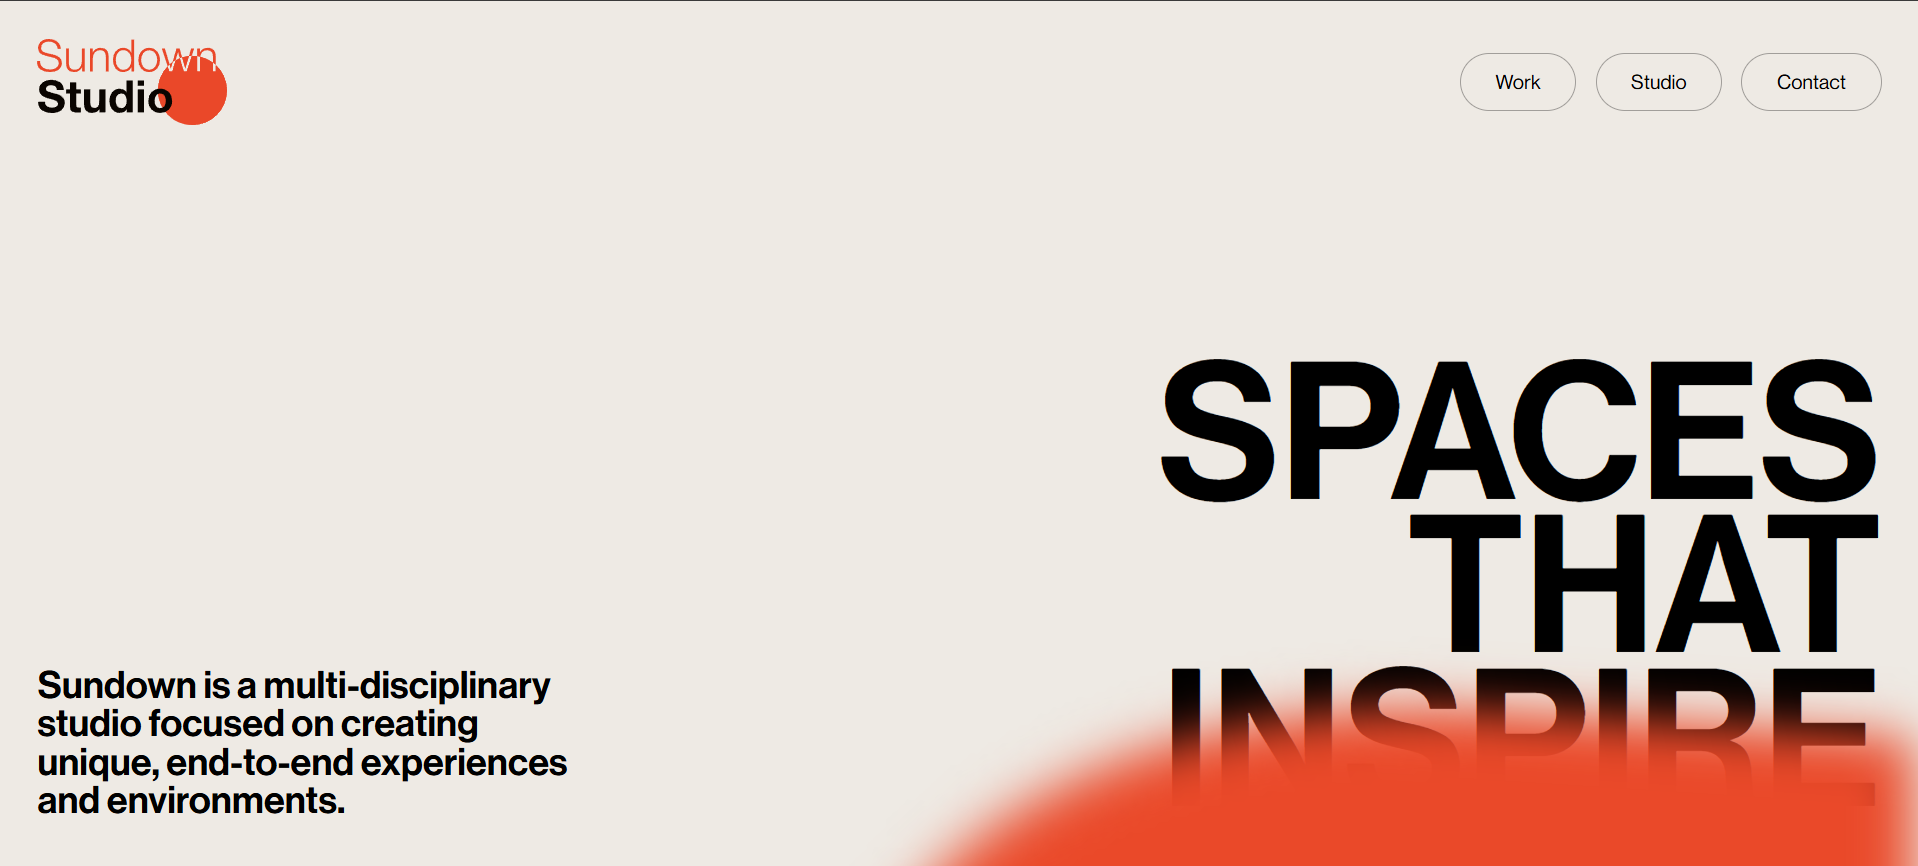 Sundown
Studio
Work
Studio
Contact
SPACES
THAT
INSPIRE
Sundown is a multi-disciplinary
studio focused on creating
unique, end-to-end experiences
and environments.